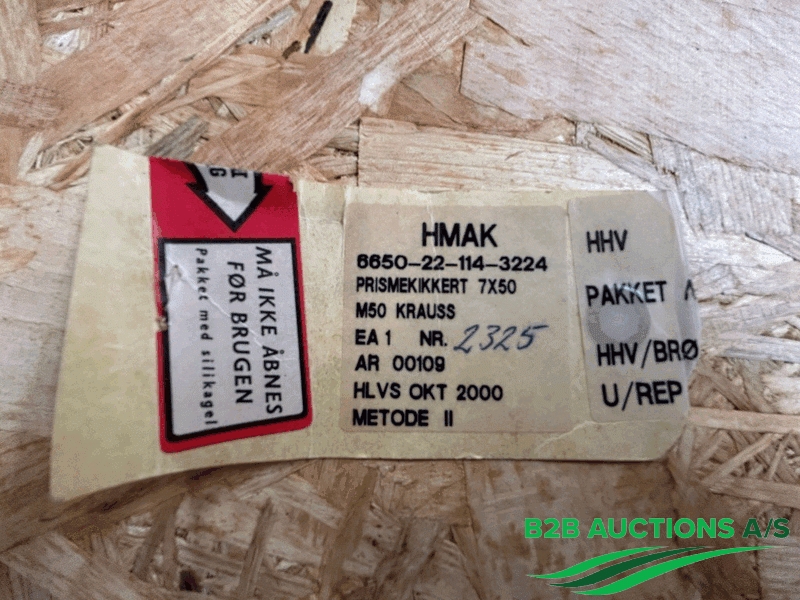 MÅ IKKE ÅBNES
FØR BRUGEN
Pakket med sillikagel
HMAK
6650-22-114-3224
PRISMEKIKKERT 7X50
M50 KRAUSS
EA 1 NR. 2325
AR 00109
HLVS OKT 2000
METODE II
HHV
PAKKET
HHV/BRØ
U/REP
B2B AUCTIONS A/S